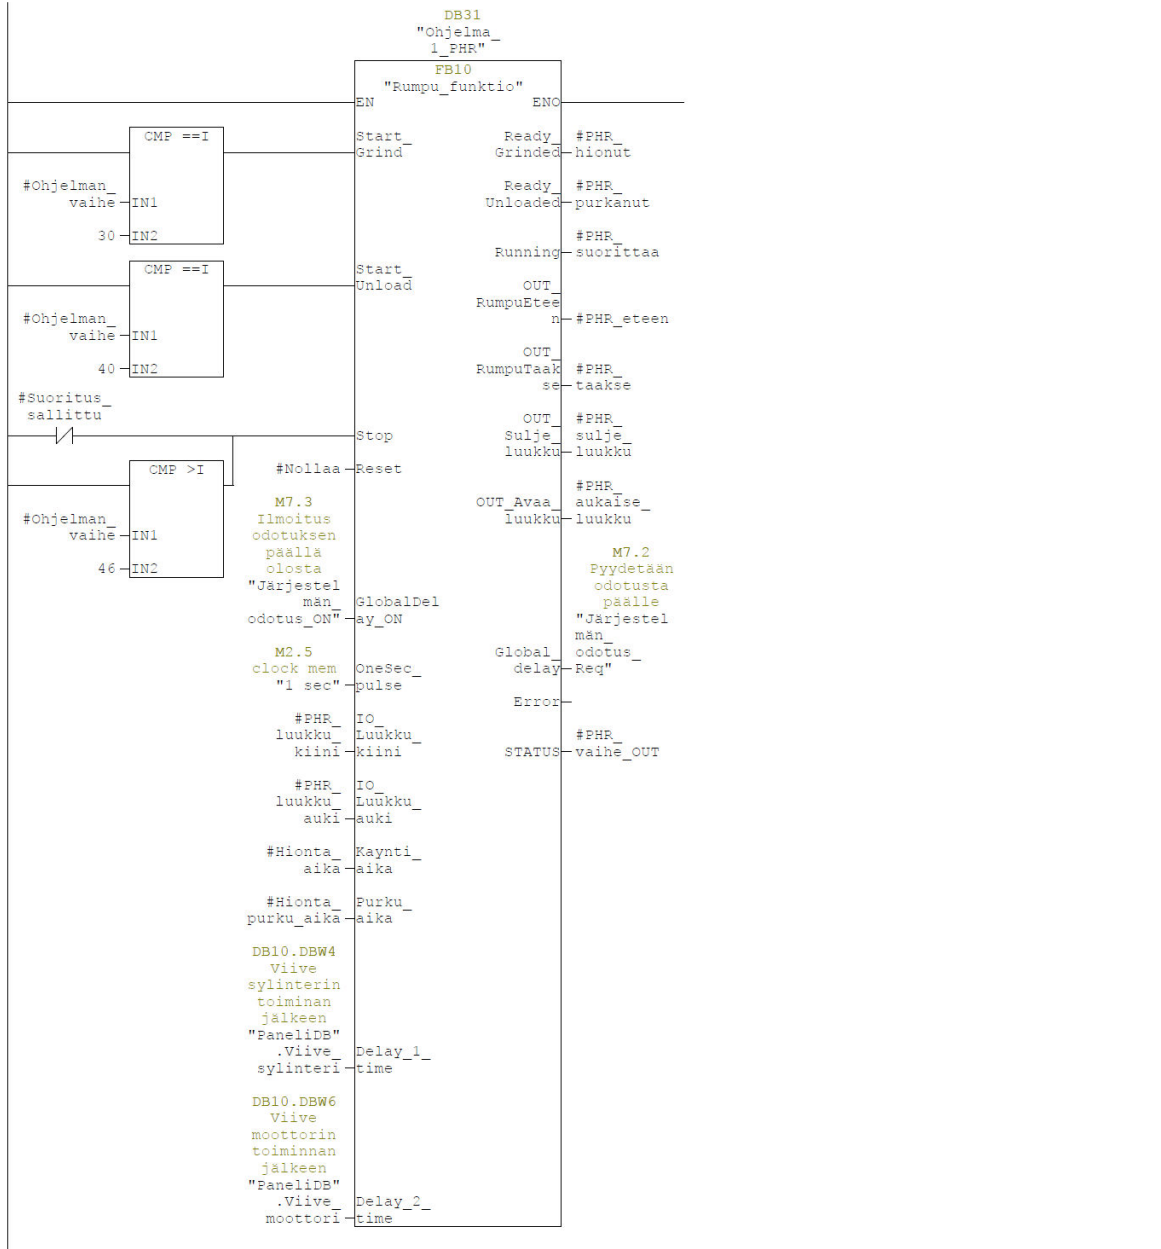 DB31
"Ohjelma_
1_PHR"
FB10
"Rumpu_funktio"
EN
ENO
CMP ==I
Start_
Grind
Ready_
Grinded
#PHR_
hionut
#Ohjelman_
vaihe
IN1
30
IN2
Ready_
Unloaded
#PHR_
purkanut
Running
#PHR_
suorittaa
CMP ==I
Start_
Unload
#Ohjelman_
vaihe
IN1
40
IN2
OUT_
RumpuEtee
n
#PHR_eteen
OUT_
RumpuTaak
se
#PHR_
taakse
#Suoritus_
sallittu
Stop
OUT_
Sulje_
luukku
#PHR_
sulje_
luukku
CMP >I
#Ohjelman_
vaihe
IN1
46
IN2
#Nollaa
Reset
OUT_Avaa_
luukku
#PHR_
aukaise_
luukku
M7.3
Ilmoitus
odotuksen
päällä
olosta
"Järjestel
män_
odotus_ON"
GlobalDel
ay_ON
M7.2
Pyydetään
odotusta
päälle
"Järjestel
män_
odotus_
Req"
Global_
delay
M2.5
clock mem
"1 sec"
OneSec_
pulse
Error
#PHR_
luukku_
kiini
IO_
Luukku_
kiini
STATUS
#PHR_
vaihe_OUT
#PHR_
luukku_
auki
IO_
Luukku_
auki
#Hionta_
aika
Kaynti_
aika
#Hionta_
purku_aika
Purku_
aika
DB10.DBW4
Viive
sylinterin
toiminan
jälkeen
"PaneliDB"
.Viive_
sylinteri
Delay_1_
time
DB10.DBW6
Viive
moottorin
toiminnan
jälkeen
"PaneliDB"
.Viive_
moottori
Delay_2_
time